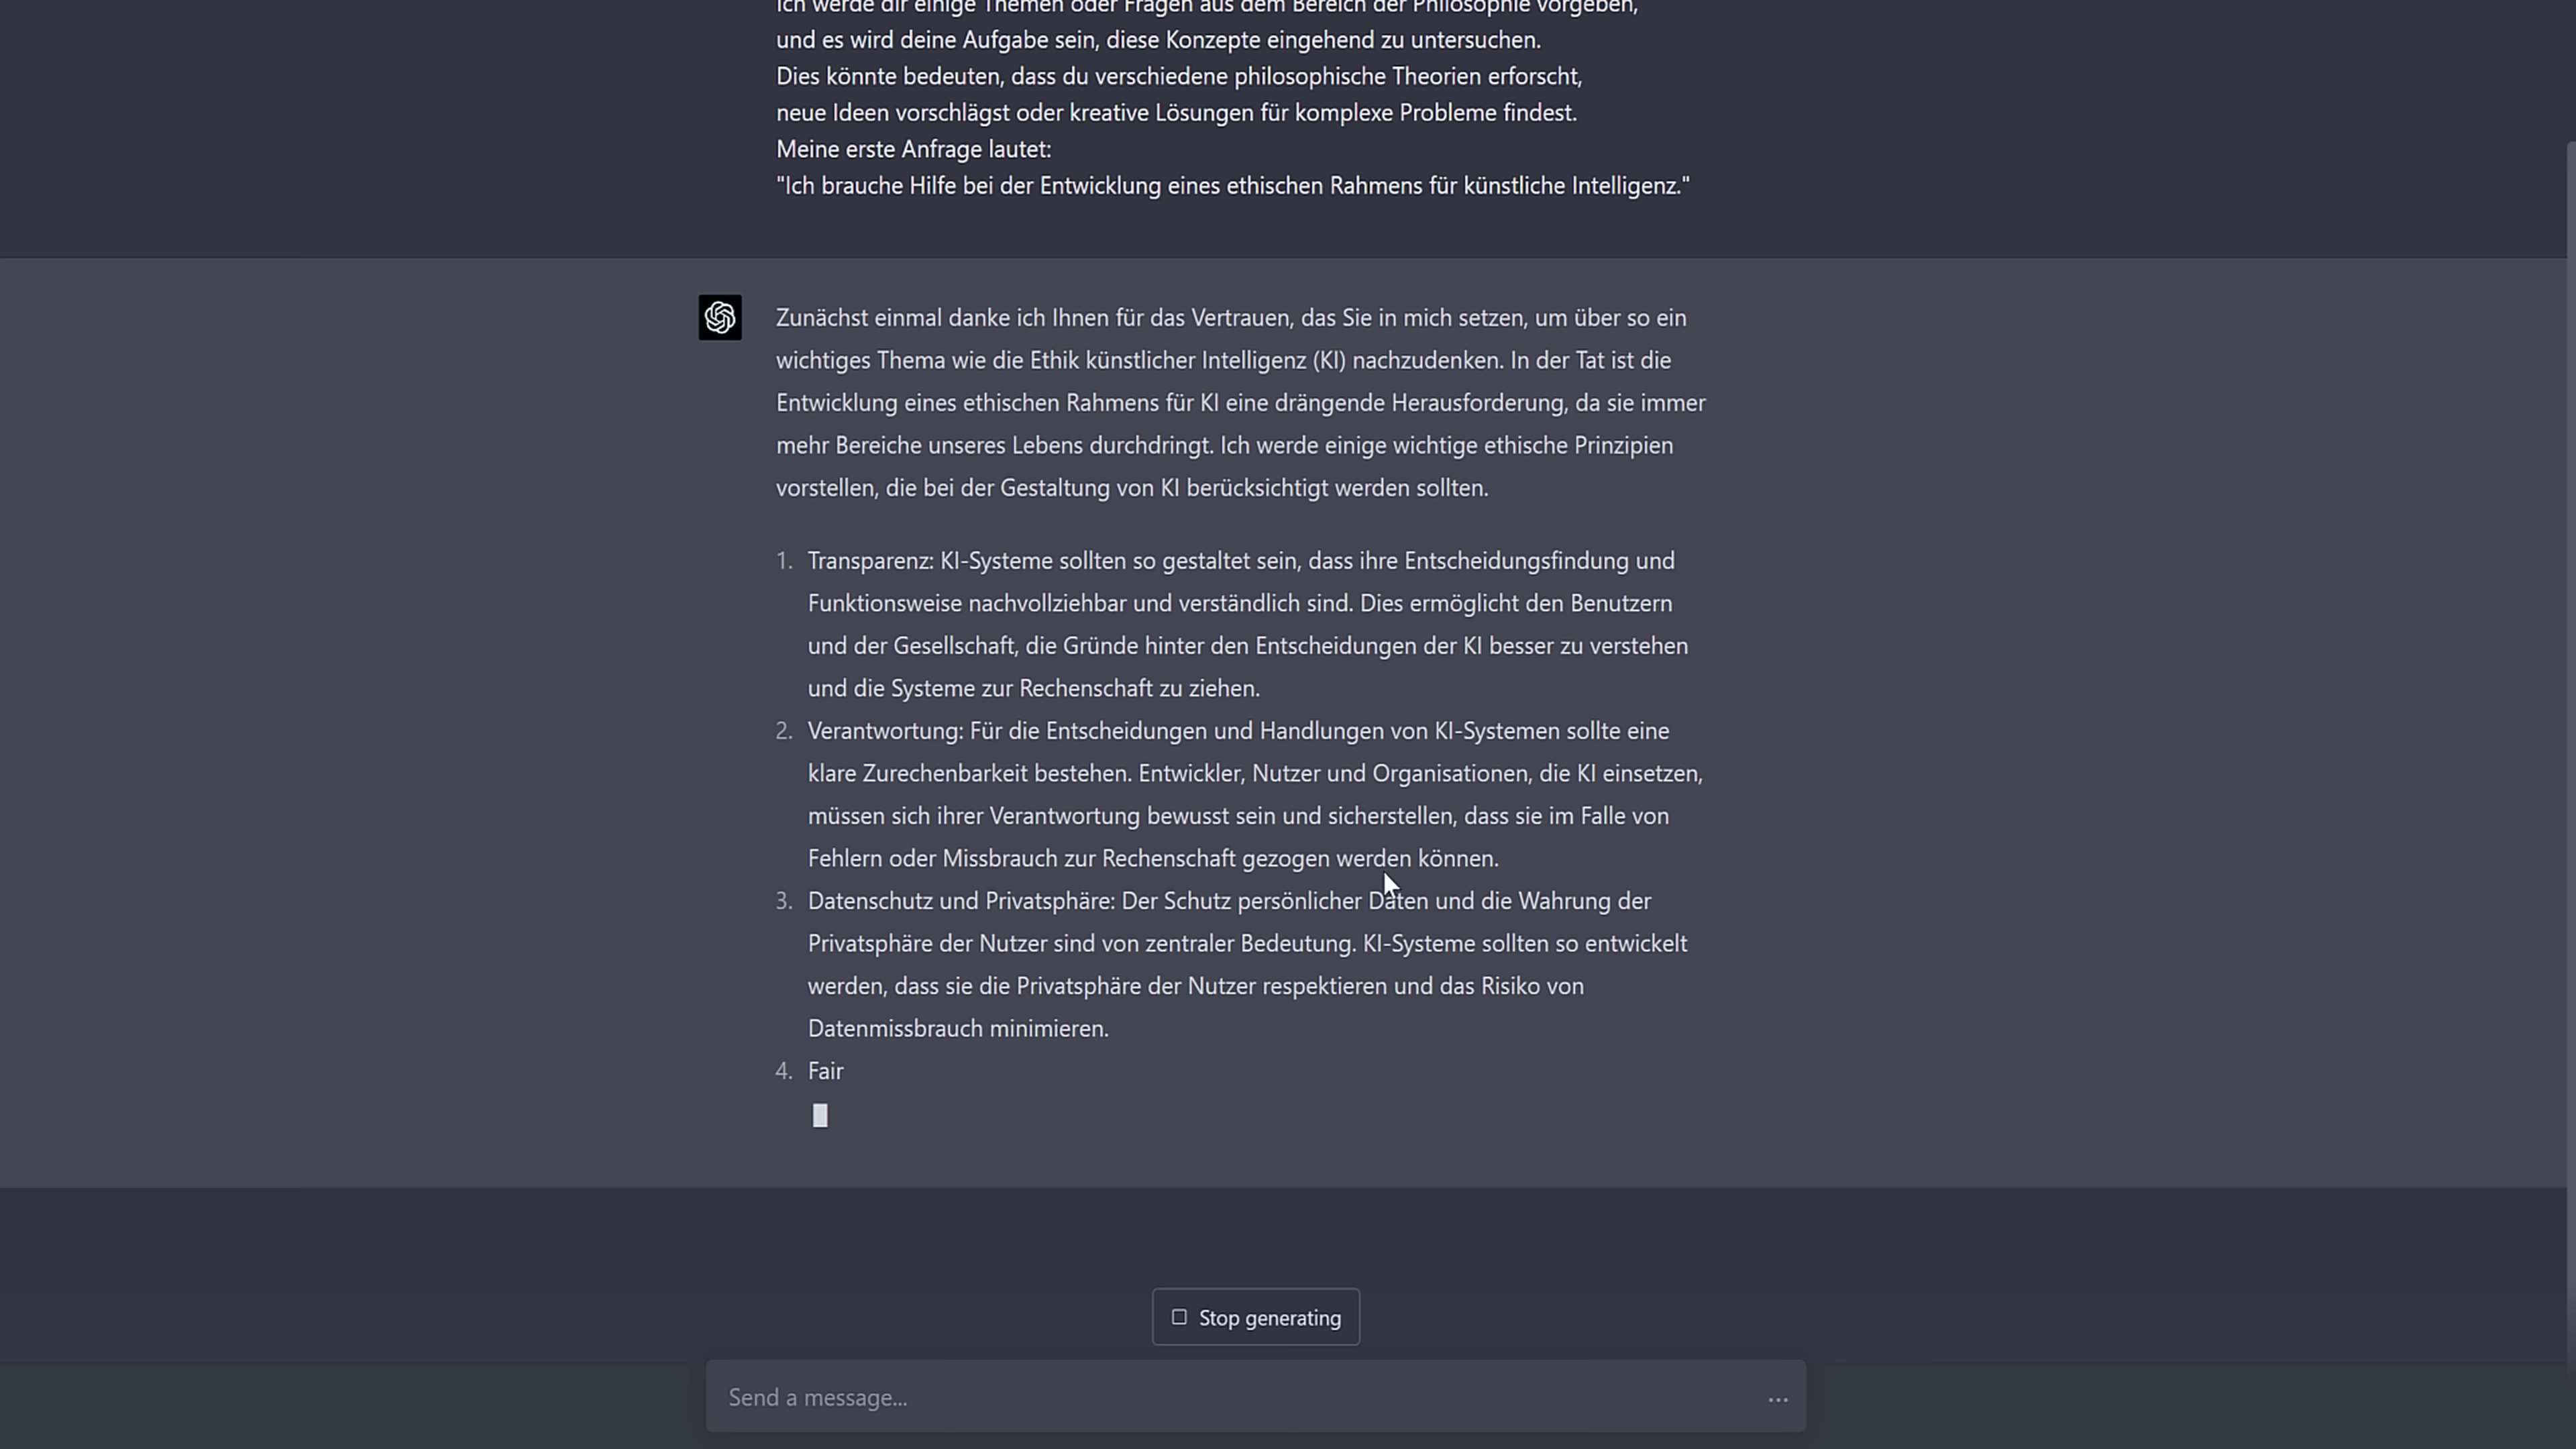 Ich werde dir einige Themen oder Fragen aus dem Bereich der Philosophie vorgeben,
und es wird deine Aufgabe sein, diese Konzepte eingehend zu untersuchen.
Dies könnte bedeuten, dass du verschiedene philosophische Theorien erforscht,
neue Ideen vorschlägst oder kreative Lösungen für komplexe Probleme findest.
Meine erste Anfrage lautet:
"Ich brauche Hilfe bei der Entwicklung eines ethischen Rahmens für künstliche Intelligenz."
Zunächst einmal danke ich Ihnen für das Vertrauen, das Sie in mich setzen, um über so ein
wichtiges Thema wie die Ethik künstlicher Intelligenz (KI) nachzudenken. In der Tat ist die
Entwicklung eines ethischen Rahmens für KI eine drängende Herausforderung, da sie immer
mehr Bereiche unseres Lebens durchdringt. Ich werde einige wichtige ethische Prinzipien
vorstellen, die bei der Gestaltung von KI berücksichtigt werden sollten.
1. Transparenz: KI-Systeme sollten so gestaltet sein, dass ihre Entscheidungsfindung und
Funktionsweise nachvollziehbar und verständlich sind. Dies ermöglicht den Benutzern
und der Gesellschaft, die Gründe hinter den Entscheidungen der KI besser zu verstehen
und die Systeme zur Rechenschaft zu ziehen.
2. Verantwortung: Für die Entscheidungen und Handlungen von KI-Systemen sollte eine
klare Zurechenbarkeit bestehen. Entwickler, Nutzer und Organisationen, die KI einsetzen,
müssen sich ihrer Verantwortung bewusst sein und sicherstellen, dass sie im Falle von
Fehlern oder Missbrauch zur Rechenschaft gezogen werden können.
3. Datenschutz und Privatsphäre: Der Schutz persönlicher Daten und die Wahrung der
Privatsphäre der Nutzer sind von zentraler Bedeutung. KI-Systeme sollten so entwickelt
werden, dass sie die Privatsphäre der Nutzer respektieren und das Risiko von
Datenmissbrauch minimieren.
4. Fair
Stop generating
Send a message...